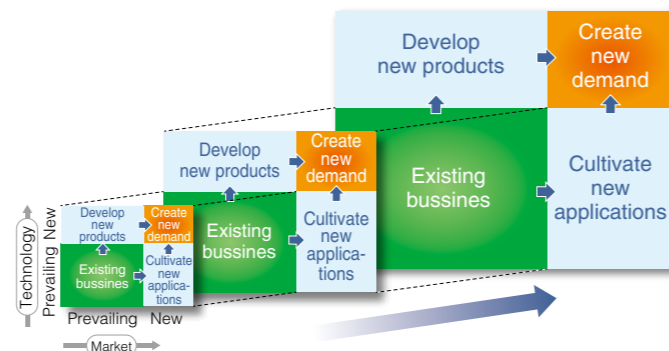 Develop
new products
Create
new
demand
Existing
bussines
Cultivate
new
applications
Develop
new products
Create
new
demand
Existing
bussines
Cultivate
new
applica-
tions
Develop
new
products
Create
new
demand
Existing
bussines
Cultivate
new
applica-
tions
Technology
Prevailing New
Prevailing New
Market